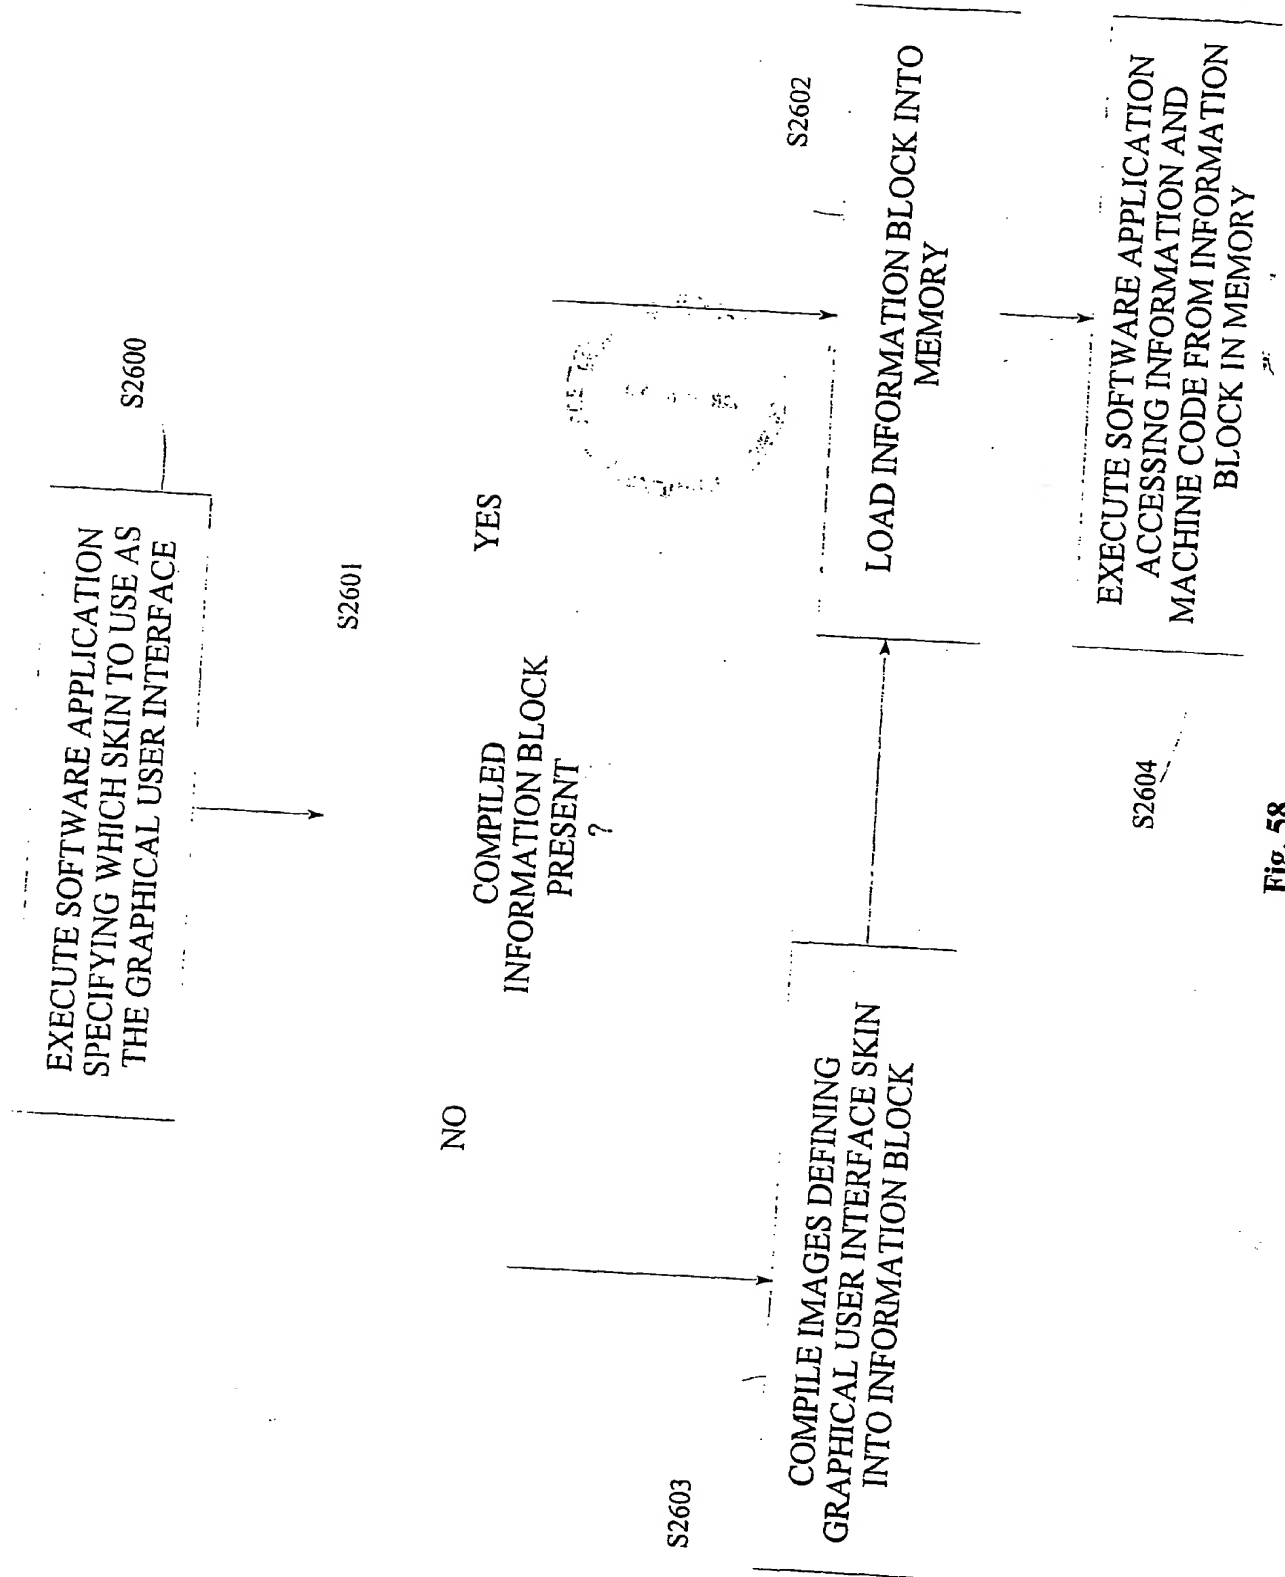 S2600
EXECUTE SOFTWARE APPLICATION
SPECIFYING WHICH SKIN TO USE AS
THE GRAPHICAL USER INTERFACE
S2601
COMPILED
INFORMATION BLOCK
PRESENT
?
NO
YES
S2603
COMPILE IMAGES DEFINING
GRAPHICAL USER INTERFACE SKIN
INTO INFORMATION BLOCK
S2602
LOAD INFORMATION BLOCK INTO
MEMORY
S2604
EXECUTE SOFTWARE APPLICATION
ACCESSING INFORMATION AND
MACHINE CODE FROM INFORMATION
BLOCK IN MEMORY
Fig. 58